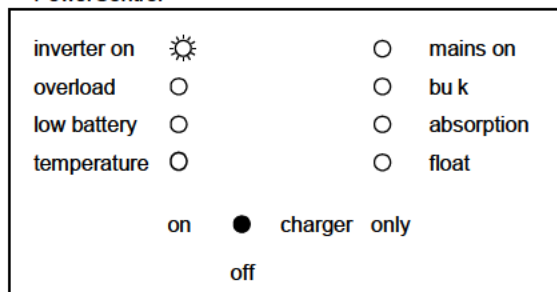 inverter on mains on
overload bu k
low battery absorption
temperature float
on charger only
off